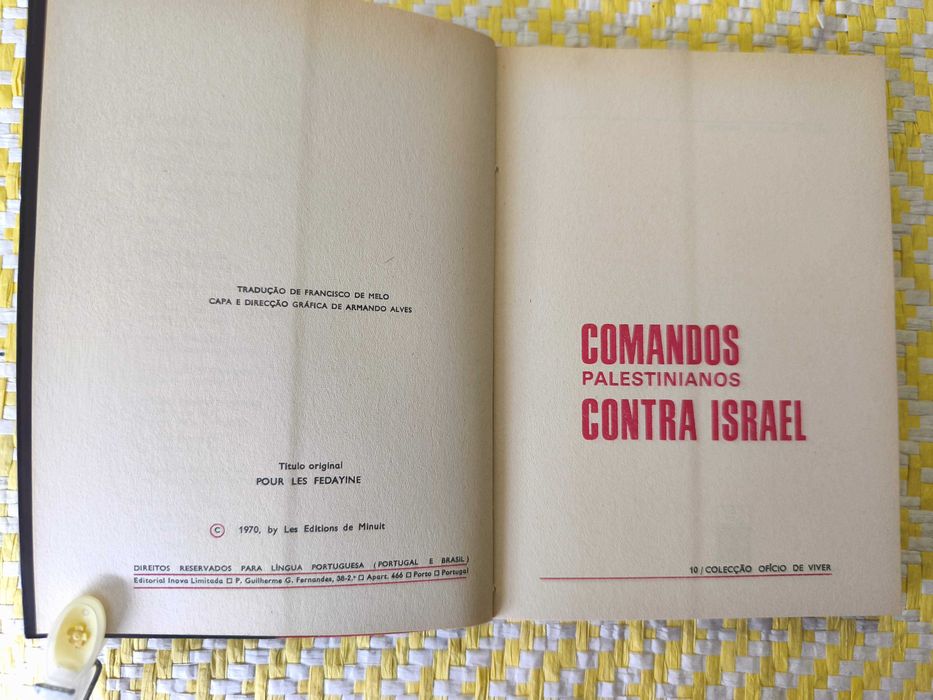 TRADUÇÃO DE FRANCISCO DE MELO
CAPA E DIRECÇÃO GRÁFICA DE ARMANDO ALVES
Título original
POUR LES FEDAYINE
© 1970, by Les Editions de Minuit
DIREITOS RESERVADOS PARA LÍNGUA PORTUGUESA (PORTUGAL E BRASIL)
Editorial Inova Limitada □ P. Guilherme G. Fernandes, 38-2.º □ Apart. 466 □ Porto □ Portugal
COMANDOS
PALESTINIANOS
CONTRA ISRAEL
10 / COLECÇÃO OFÍCIO DE VIVER